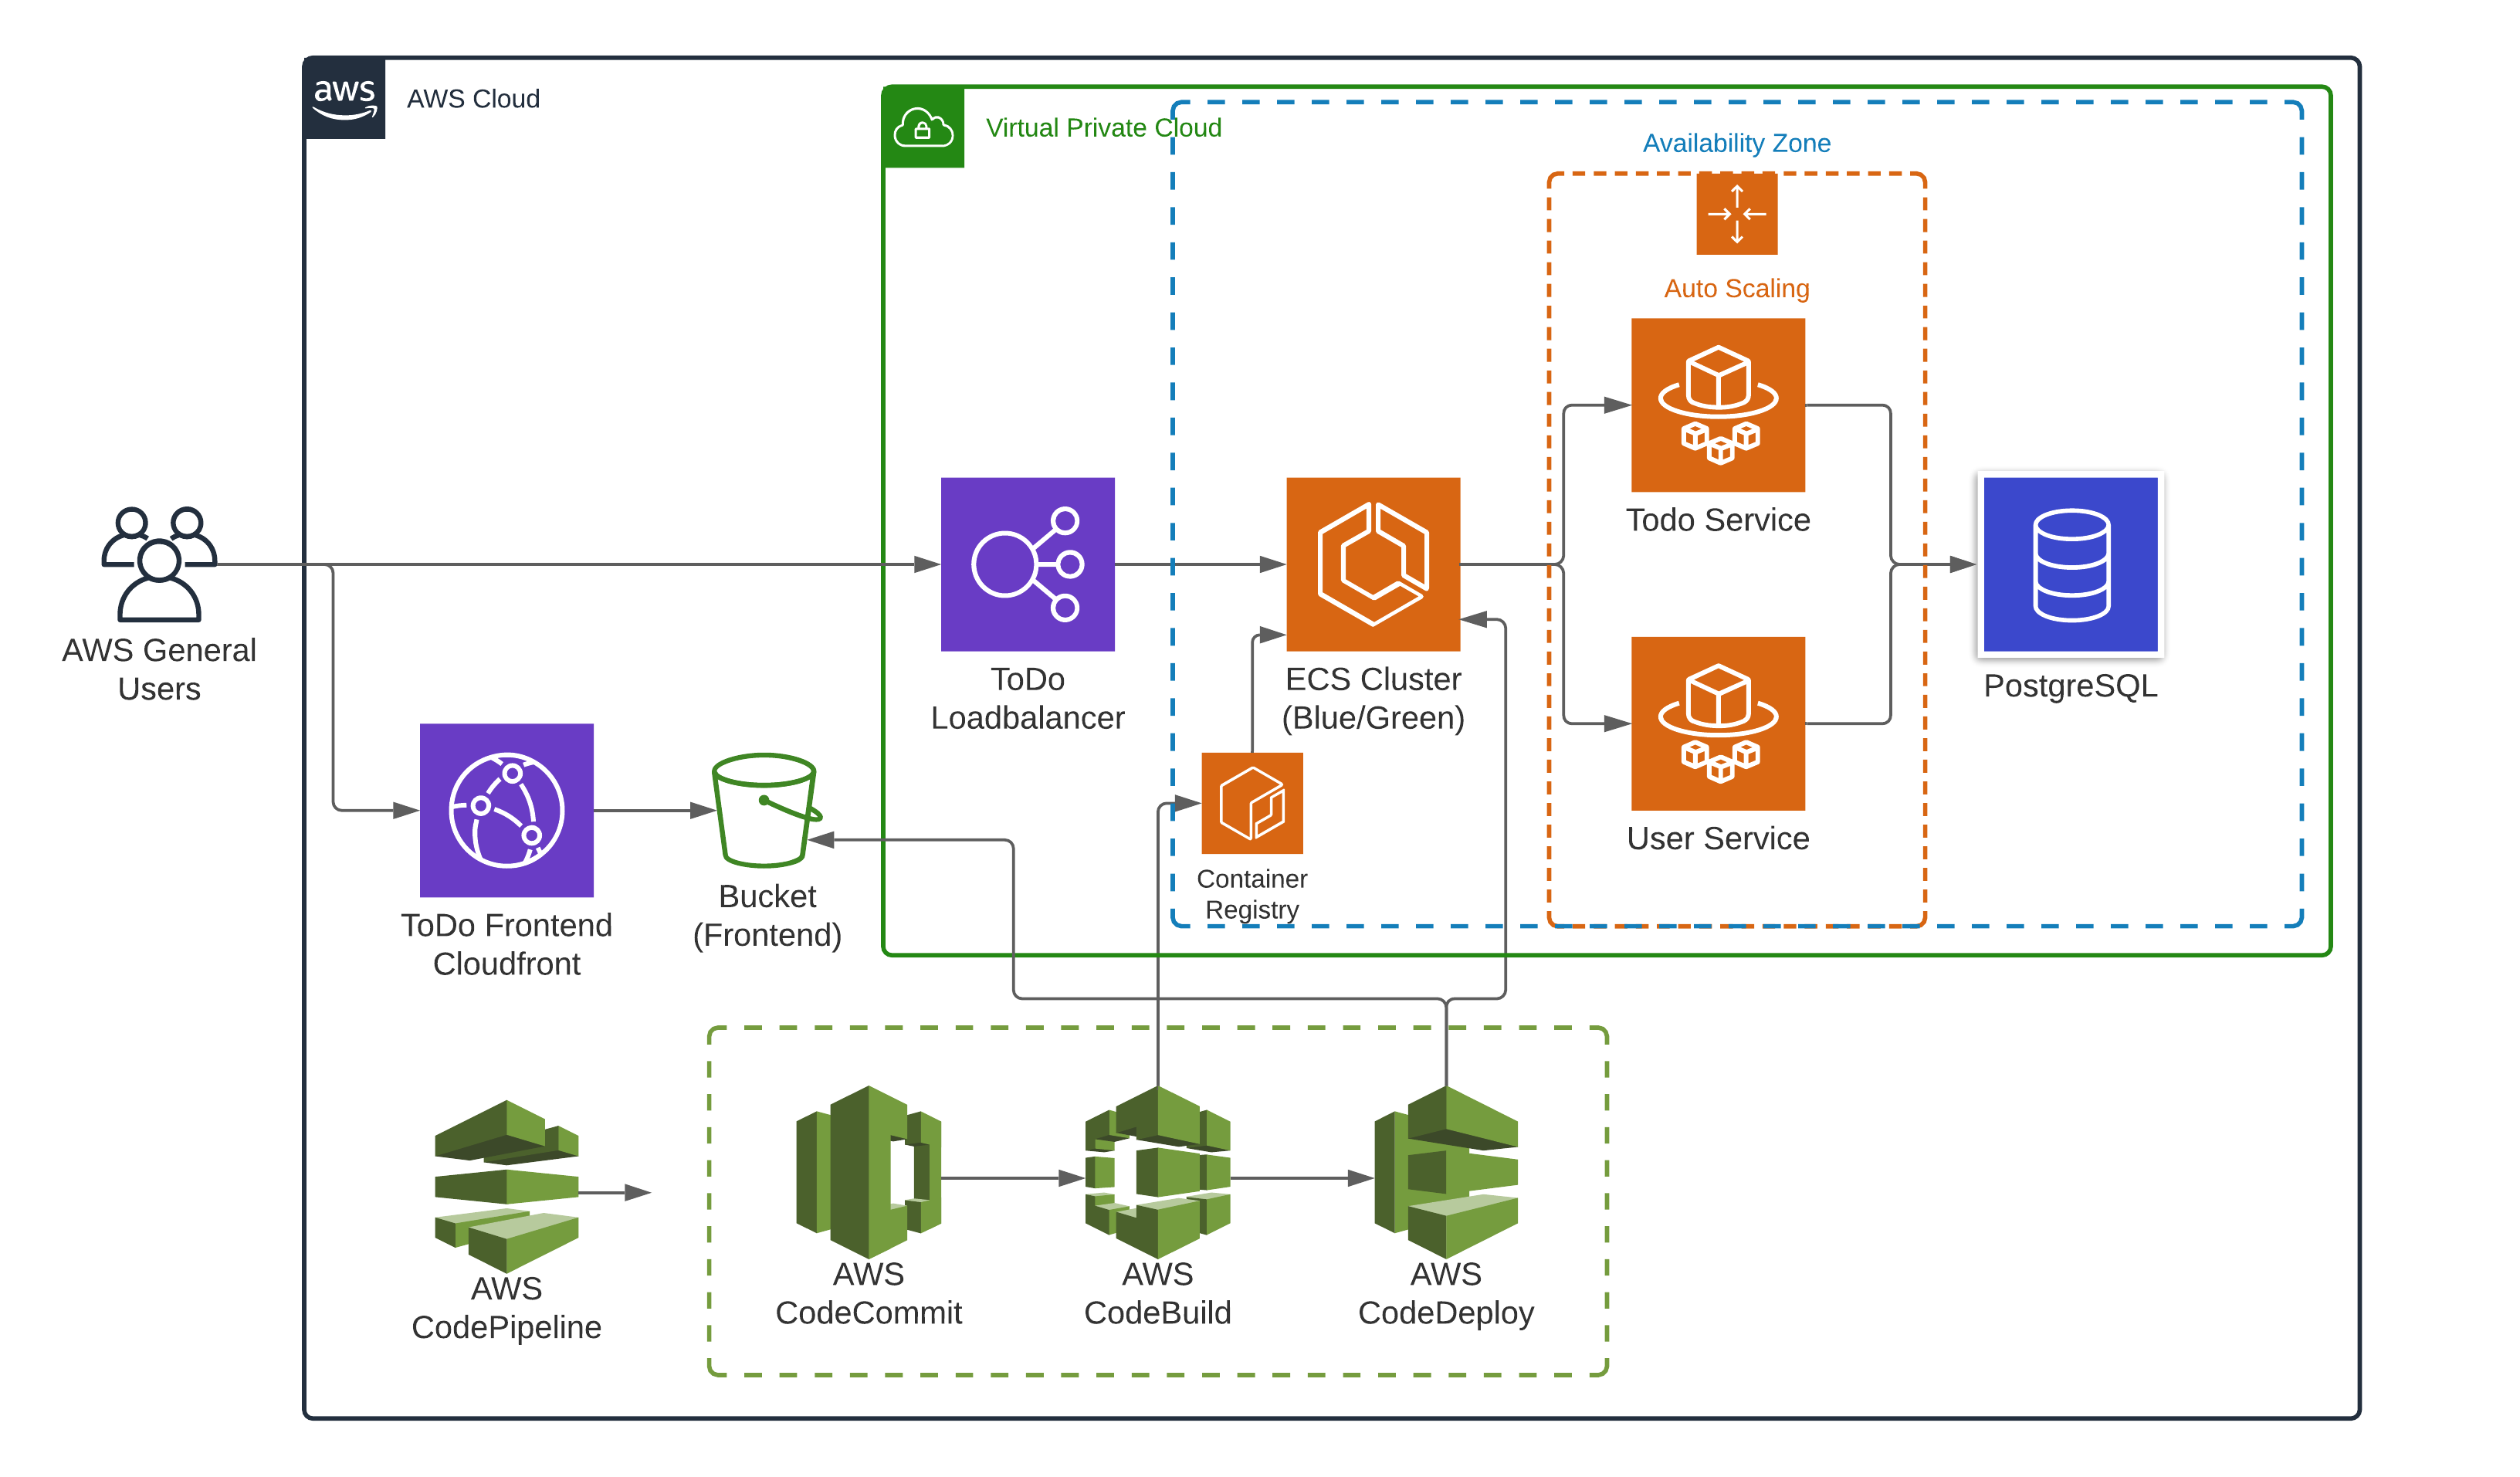 aws
AWS Cloud
Virtual Private Cloud
Availability Zone
Auto Scaling
Todo Service
AWS General
Users
ToDo
Loadbalancer
ECS Cluster
(Blue/Green)
PostgreSQL
User Service
Container
Registry
ToDo Frontend
Cloudfront
Bucket
(Frontend)
AWS
CodePipeline
AWS
CodeCommit
AWS
CodeBuild
AWS
CodeDeploy